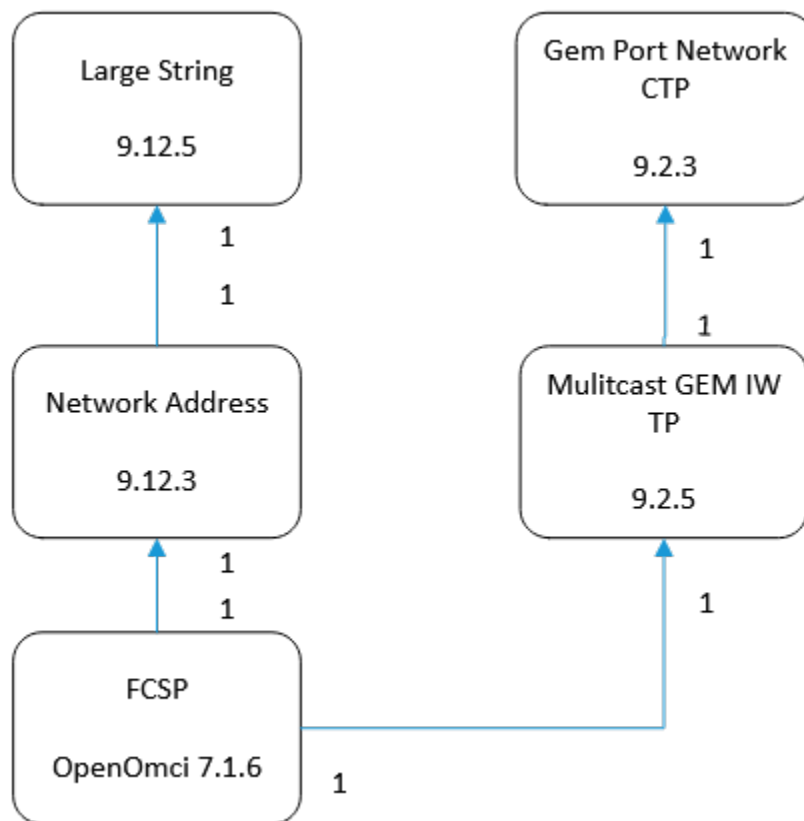 Large String
9.12.5
Gem Port Network
CTP
9.2.3
1
1
1
1
Network Address
9.12.3
Mulitcast GEM IW
TP
9.2.5
1
1
1
FCSP
OpenOmci 7.1.6
1